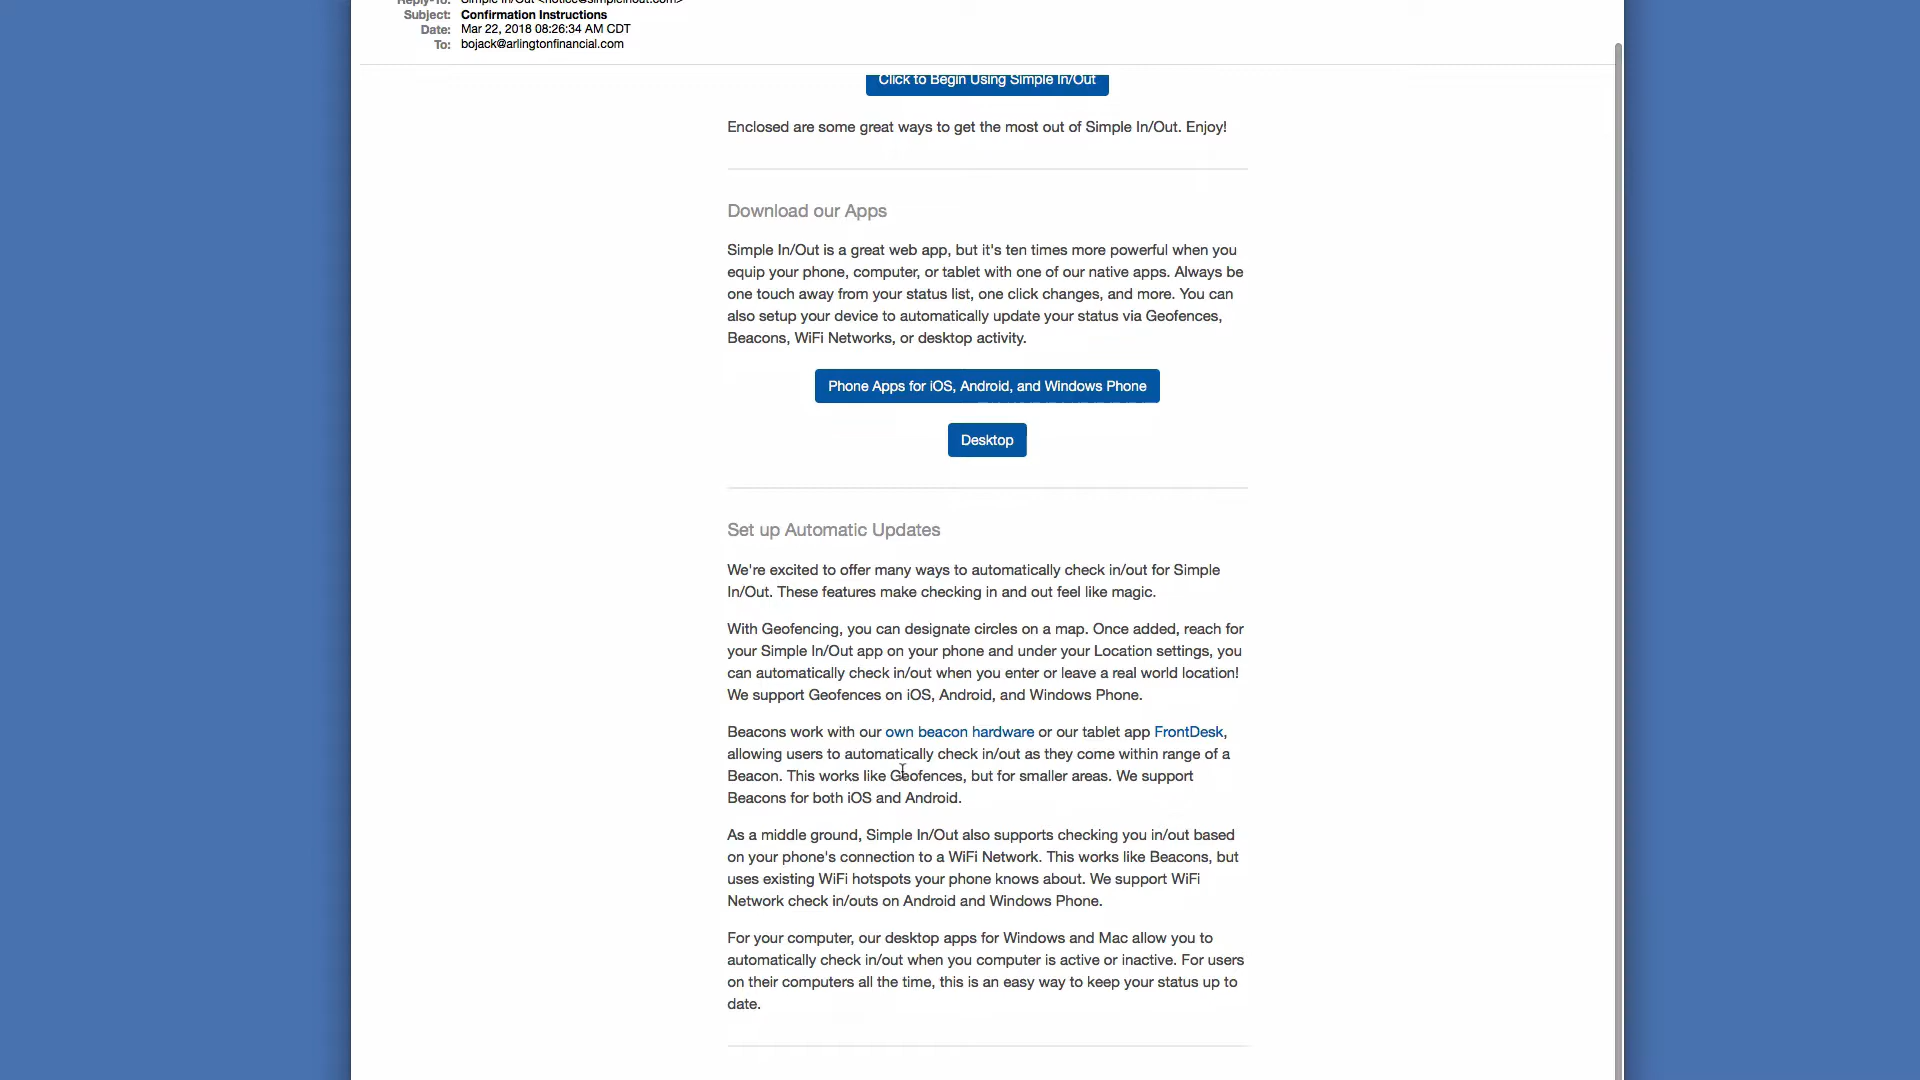 Reply-To: Simple In/Out <notice@simpleinout.com>
Subject: Confirmation Instructions
Date: Mar 22, 2018 08:26:34 AM CDT
To: bojack@arlingtonfinancial.com
Click to Begin Using Simple In/Out
Enclosed are some great ways to get the most out of Simple In/Out. Enjoy!
Download our Apps
Simple In/Out is a great web app, but it's ten times more powerful when you
equip your phone, computer, or tablet with one of our native apps. Always be
one touch away from your status list, one click changes, and more. You can
also setup your device to automatically update your status via Geofences,
Beacons, WiFi Networks, or desktop activity.
Phone Apps for iOS, Android, and Windows Phone
Desktop
Set up Automatic Updates
We're excited to offer many ways to automatically check in/out for Simple
In/Out. These features make checking in and out feel like magic.
With Geofencing, you can designate circles on a map. Once added, reach for
your Simple In/Out app on your phone and under your Location settings, you
can automatically check in/out when you enter or leave a real world location!
We support Geofences on iOS, Android, and Windows Phone.
Beacons work with our own beacon hardware or our tablet app FrontDesk,
allowing users to automatically check in/out as they come within range of a
Beacon. This works like Geofences, but for smaller areas. We support
Beacons for both iOS and Android.
As a middle ground, Simple In/Out also supports checking you in/out based
on your phone's connection to a WiFi Network. This works like Beacons, but
uses existing WiFi hotspots your phone knows about. We support WiFi
Network check in/outs on Android and Windows Phone.
For your computer, our desktop apps for Windows and Mac allow you to
automatically check in/out when you computer is active or inactive. For users
on their computers all the time, this is an easy way to keep your status up to
date.